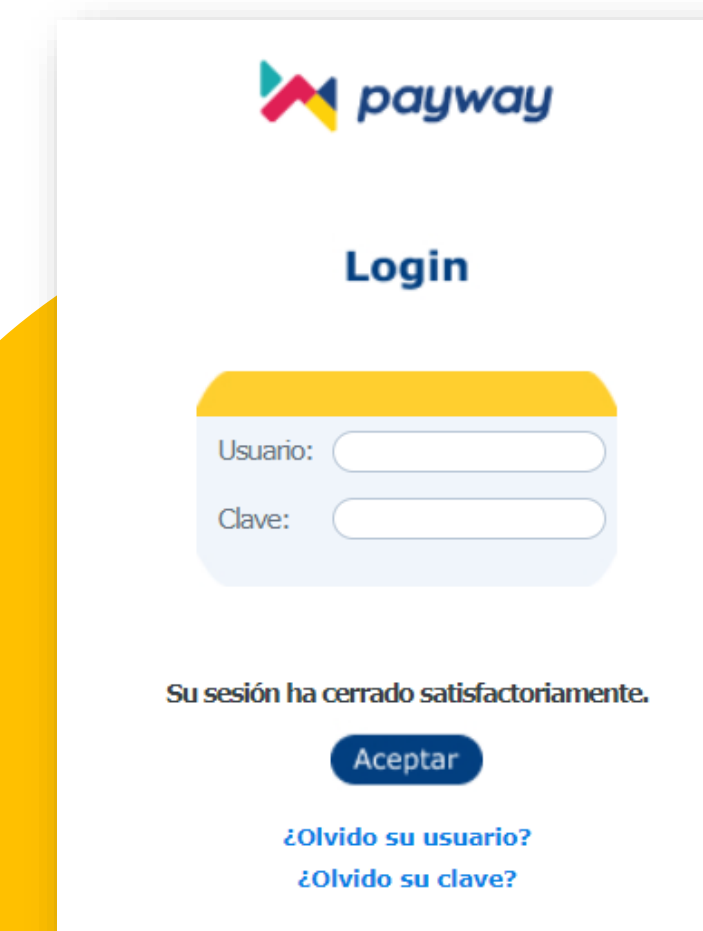 payway
Login
Usuario:
Clave:
Su sesión ha cerrado satisfactoriamente.
Aceptar
¿Olvido su usuario?
¿Olvido su clave?